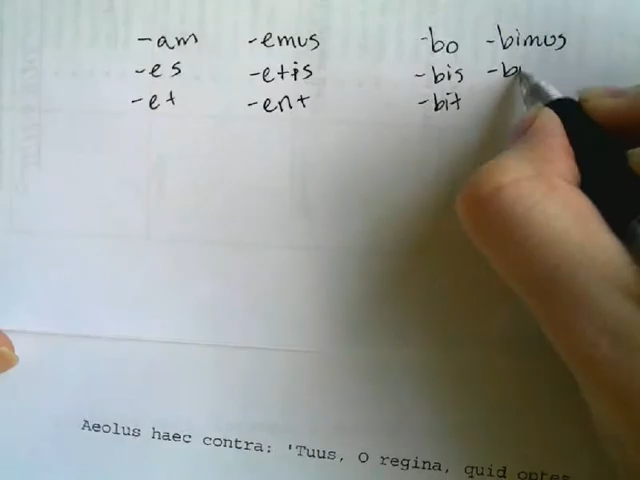 -am -emus -bo -bimus
-es -etis -bis
-et -ent -bit
Aeolus haec contra: 'Tuus, O regina, quid